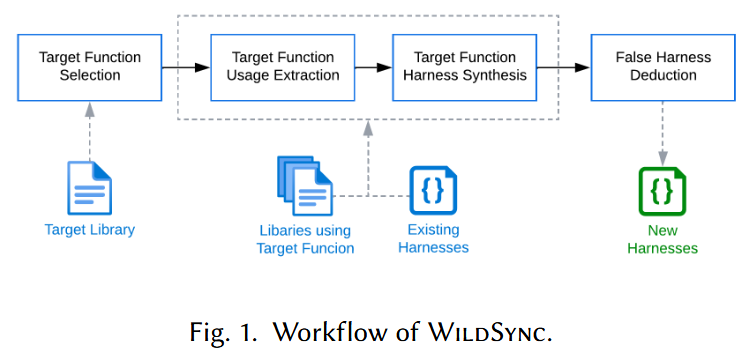 Target Function
Selection
Target Function
Usage Extraction
Target Function
Harness Synthesis
False Harness
Deduction
{}
{}
Target Library
Libaries using
Target Funcion
Existing
Harnesses
New
Harnesses
Fig. 1. Workflow of WILDSYNC.